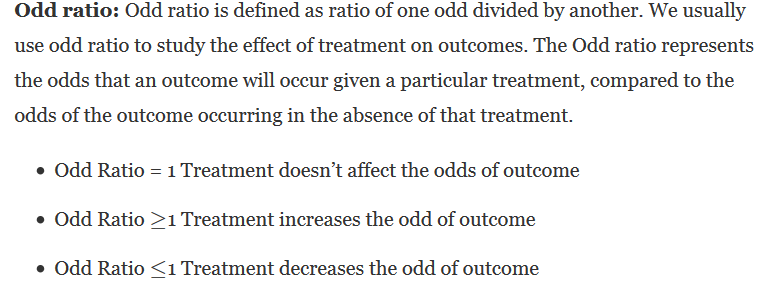 Odd ratio: Odd ratio is defined as ratio of one odd divided by another. We usually
use odd ratio to study the effect of treatment on outcomes. The Odd ratio represents
the odds that an outcome will occur given a particular treatment, compared to the
odds of the outcome occurring in the absence of that treatment.
• Odd Ratio = 1 Treatment doesn’t affect the odds of outcome
• Odd Ratio ≥1 Treatment increases the odd of outcome
• Odd Ratio ≤1 Treatment decreases the odd of outcome